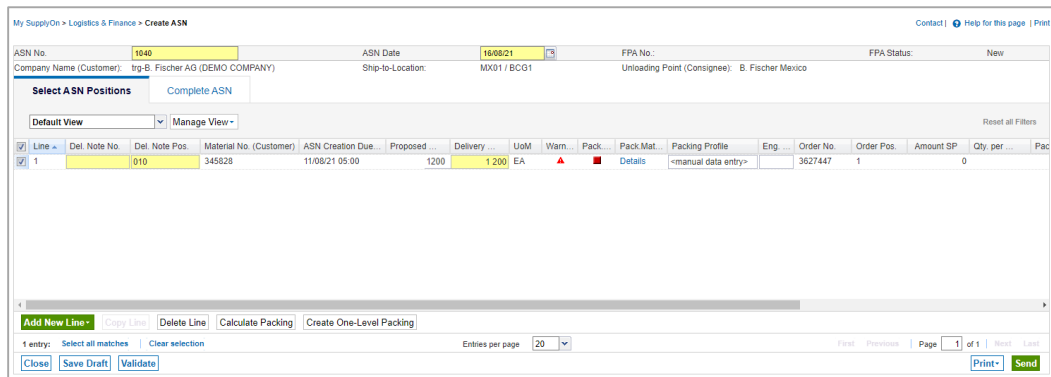 My SupplyOn > Logistics & Finance > Create ASN Contact | Help for this page | Print
ASN No. 1040 ASN Date 16/08/21 FPA No.: FPA Status: New
Company Name (Customer): trg-B. Fischer AG (DEMO COMPANY) Ship-to-Location: MX01 / BCG1 Unloading Point (Consignee): B. Fischer Mexico
Select ASN Positions Complete ASN
Default View Manage View Reset all Filters
Line Del. Note No. Del. Note Pos. Material No. (Customer) ASN Creation Due... Proposed ... Delivery ... UoM Warn... Pack.... Pack.Mat... Packing Profile Eng. ... Order No. Order Pos. Amount SP Qty. per ... Pac
1 010 345828 11/08/21 05:00 1200 1 200 EA Details <manual data entry> 3627447 1 0
Add New Line Copy Line Delete Line Calculate Packing Create One-Level Packing
1 entry: Select all matches | Clear selection Entries per page 20 First Previous | Page 1 of 1 | Next Last
Close Save Draft Validate Print Send